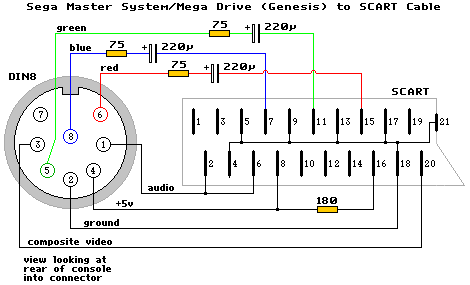 Sega Master System/Mega Drive (Genesis) to SCART Cable
green
75
+
220µ
blue
75
+
220µ
red
75
+
220µ
DIN8
SCART
7
6
8
3
1
5
4
2
1
3
5
7
9
11
13
15
17
19
21
2
4
6
8
10
12
14
16
18
20
audio
+5v
180
ground
composite video
view looking at
rear of console
into connector